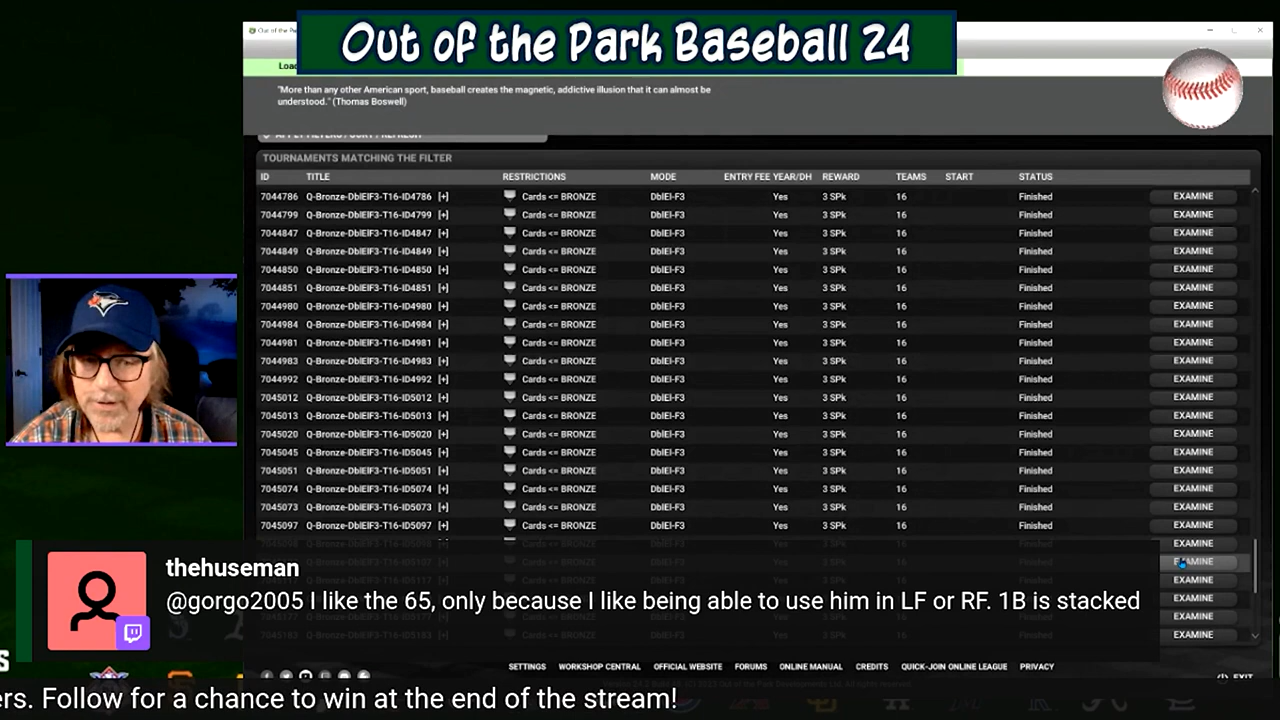 Out of the Park Baseball 24
"More than any other American sport, baseball creates the magnetic, addictive illusion that it can almost be
understood." (Thomas Boswell)
TOURNAMENTS MATCHING THE FILTER
ID TITLE RESTRICTIONS MODE ENTRY FEE YEAR/DH REWARD TEAMS START STATUS
7044786 Q-Bronze-DblElF3-T16-ID4786 [+] Cards <= BRONZE DblEl-F3 Yes 3 SPk 16 Finished EXAMINE
7044799 Q-Bronze-DblElF3-T16-ID4799 [+] Cards <= BRONZE DblEl-F3 Yes 3 SPk 16 Finished EXAMINE
7044847 Q-Bronze-DblElF3-T16-ID4847 [+] Cards <= BRONZE DblEl-F3 Yes 3 SPk 16 Finished EXAMINE
7044849 Q-Bronze-DblElF3-T16-ID4849 [+] Cards <= BRONZE DblEl-F3 Yes 3 SPk 16 Finished EXAMINE
7044850 Q-Bronze-DblElF3-T16-ID4850 [+] Cards <= BRONZE DblEl-F3 Yes 3 SPk 16 Finished EXAMINE
7044851 Q-Bronze-DblElF3-T16-ID4851 [+] Cards <= BRONZE DblEl-F3 Yes 3 SPk 16 Finished EXAMINE
7044980 Q-Bronze-DblElF3-T16-ID4980 [+] Cards <= BRONZE DblEl-F3 Yes 3 SPk 16 Finished EXAMINE
7044984 Q-Bronze-DblElF3-T16-ID4984 [+] Cards <= BRONZE DblEl-F3 Yes 3 SPk 16 Finished EXAMINE
7044981 Q-Bronze-DblElF3-T16-ID4981 [+] Cards <= BRONZE DblEl-F3 Yes 3 SPk 16 Finished EXAMINE
7044983 Q-Bronze-DblElF3-T16-ID4983 [+] Cards <= BRONZE DblEl-F3 Yes 3 SPk 16 Finished EXAMINE
7044992 Q-Bronze-DblElF3-T16-ID4992 [+] Cards <= BRONZE DblEl-F3 Yes 3 SPk 16 Finished EXAMINE
7045012 Q-Bronze-DblElF3-T16-ID5012 [+] Cards <= BRONZE DblEl-F3 Yes 3 SPk 16 Finished EXAMINE
7045013 Q-Bronze-DblElF3-T16-ID5013 [+] Cards <= BRONZE DblEl-F3 Yes 3 SPk 16 Finished EXAMINE
7045020 Q-Bronze-DblElF3-T16-ID5020 [+] Cards <= BRONZE DblEl-F3 Yes 3 SPk 16 Finished EXAMINE
7045045 Q-Bronze-DblElF3-T16-ID5045 [+] Cards <= BRONZE DblEl-F3 Yes 3 SPk 16 Finished EXAMINE
7045051 Q-Bronze-DblElF3-T16-ID5051 [+] Cards <= BRONZE DblEl-F3 Yes 3 SPk 16 Finished EXAMINE
7045074 Q-Bronze-DblElF3-T16-ID5074 [+] Cards <= BRONZE DblEl-F3 Yes 3 SPk 16 Finished EXAMINE
7045073 Q-Bronze-DblElF3-T16-ID5073 [+] Cards <= BRONZE DblEl-F3 Yes 3 SPk 16 Finished EXAMINE
7045097 Q-Bronze-DblElF3-T16-ID5097 [+] Cards <= BRONZE DblEl-F3 Yes 3 SPk 16 Finished EXAMINE
EXAMINE
EXAMINE
EXAMINE
EXAMINE
EXAMINE
EXAMINE
thehuseman
@gorgo2005 I like the 65, only because I like being able to use him in LF or RF. 1B is stacked
SETTINGS WORKSHOP CENTRAL OFFICIAL WEBSITE FORUMS ONLINE MANUAL CREDITS QUICK-JOIN ONLINE LEAGUE PRIVACY
EXIT
ers. Follow for a chance to win at the end of the stream!